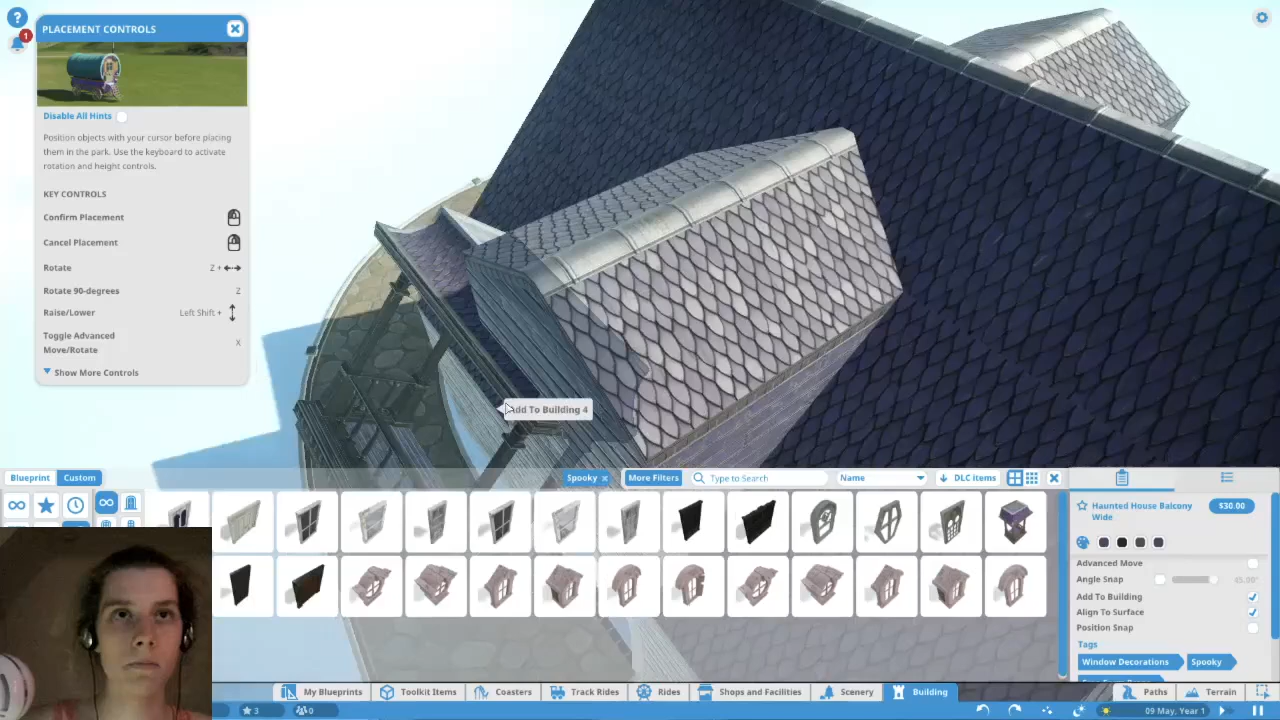 ?
1
PLACEMENT CONTROLS
Disable All Hints
Position objects with your cursor before placing
them in the park. Use the keyboard to activate
rotation and height controls.
KEY CONTROLS
Confirm Placement
Cancel Placement
Rotate Z +
Rotate 90-degrees Z
Raise/Lower Left Shift +
Toggle Advanced
Move/Rotate X
Show More Controls
Add To Building 4
Blueprint Custom Spooky More Filters Type to Search Name DLC items
Haunted House Balcony
Wide
$30.00
Advanced Move
Angle Snap 45.00°
Add To Building
Align To Surface
Position Snap
Tags
Window Decorations Spooky
My Blueprints Toolkit Items Coasters Track Rides Rides Shops and Facilities Scenery Building Paths Terrain
3 0 09 May, Year 1